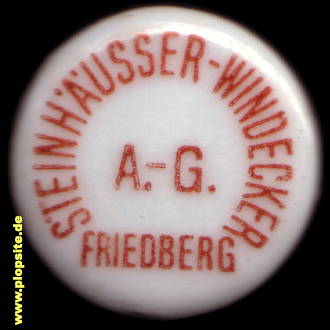 STEINHÄUSSER-WINDECKER
A.-G.
FRIEDBERG
www.plopsite.de